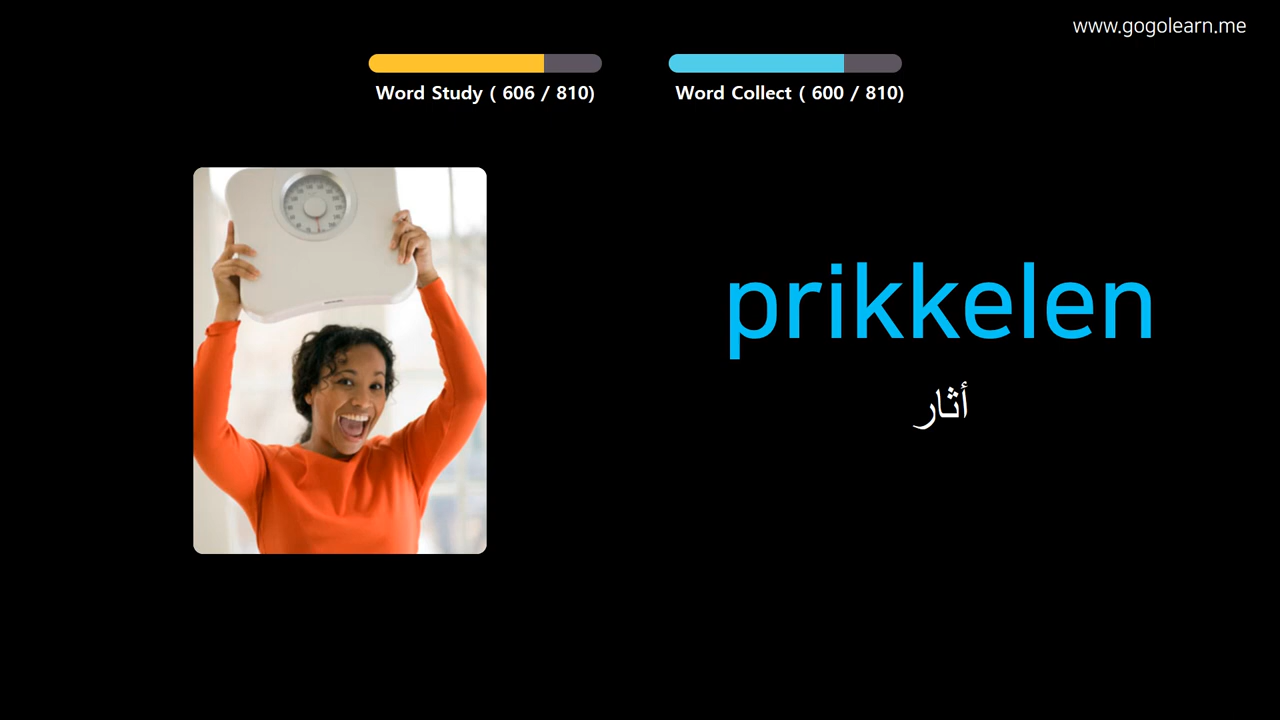 www.gogolearn.me
Word Study ( 606 / 810)
Word Collect ( 600 / 810)
prikkelen
أثار